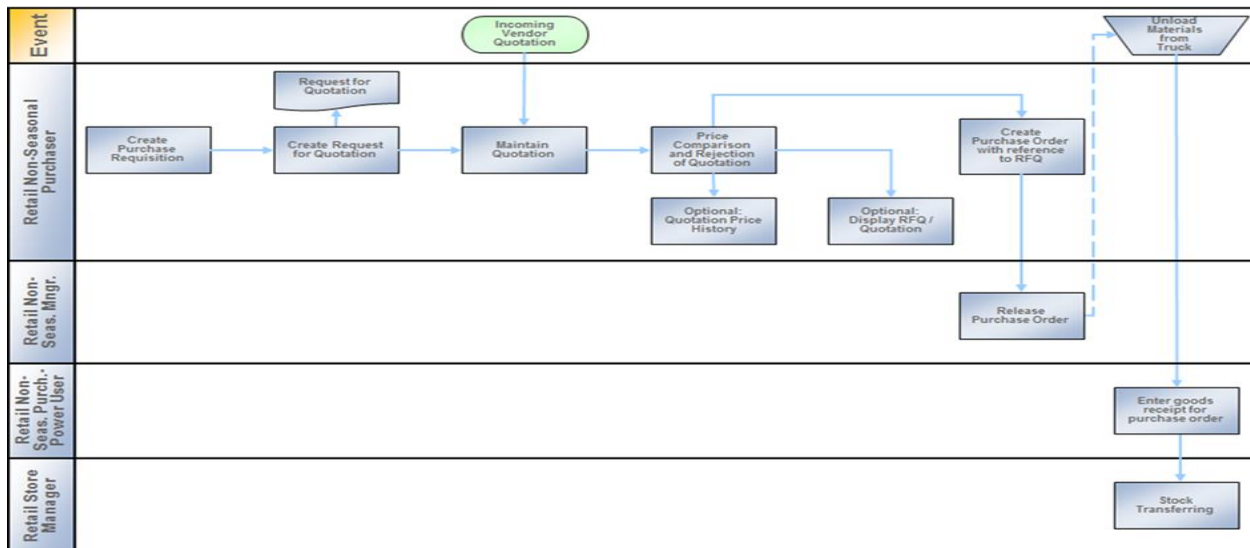 Event
Incoming
Vendor
Quotation
Unload
Materials
from
Truck
Retail Non-Seasonal
Purchaser
Request for
Quotation
Create
Purchase
Requisition
Create Request
for Quotation
Maintain
Quotation
Price
Comparison
and Rejection
of Quotation
Create
Purchase Order
with reference
to RFQ
Optional:
Quotation Price
History
Optional:
Display RFQ /
Quotation
Retail Non-
Seas. Mngr.
Release
Purchase Order
Retail Non-
Seas. Purch.-
Power User
Enter goods
receipt for
purchase order
Retail Store
Manager
Stock
Transferring